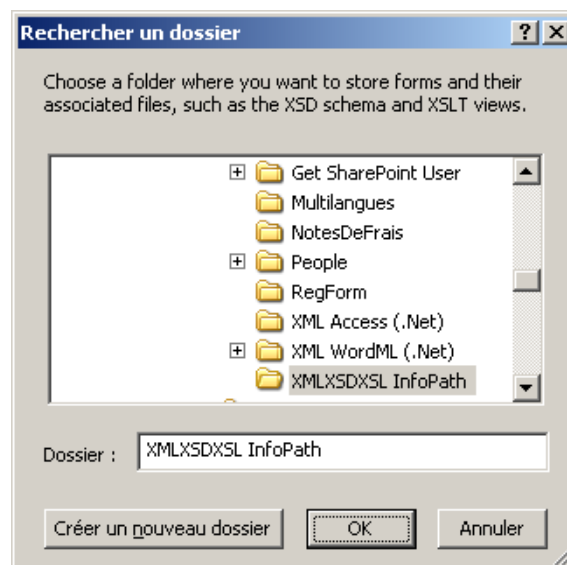 Rechercher un dossier
Choose a folder where you want to store forms and their
associated files, such as the XSD schema and XSLT views.
Get SharePoint User
Multilangues
NotesDeFrais
People
RegForm
XML Access (.Net)
XML WordML (.Net)
XMLXSDXSL InfoPath
Dossier : XMLXSDXSL InfoPath
Créer un nouveau dossier OK Annuler